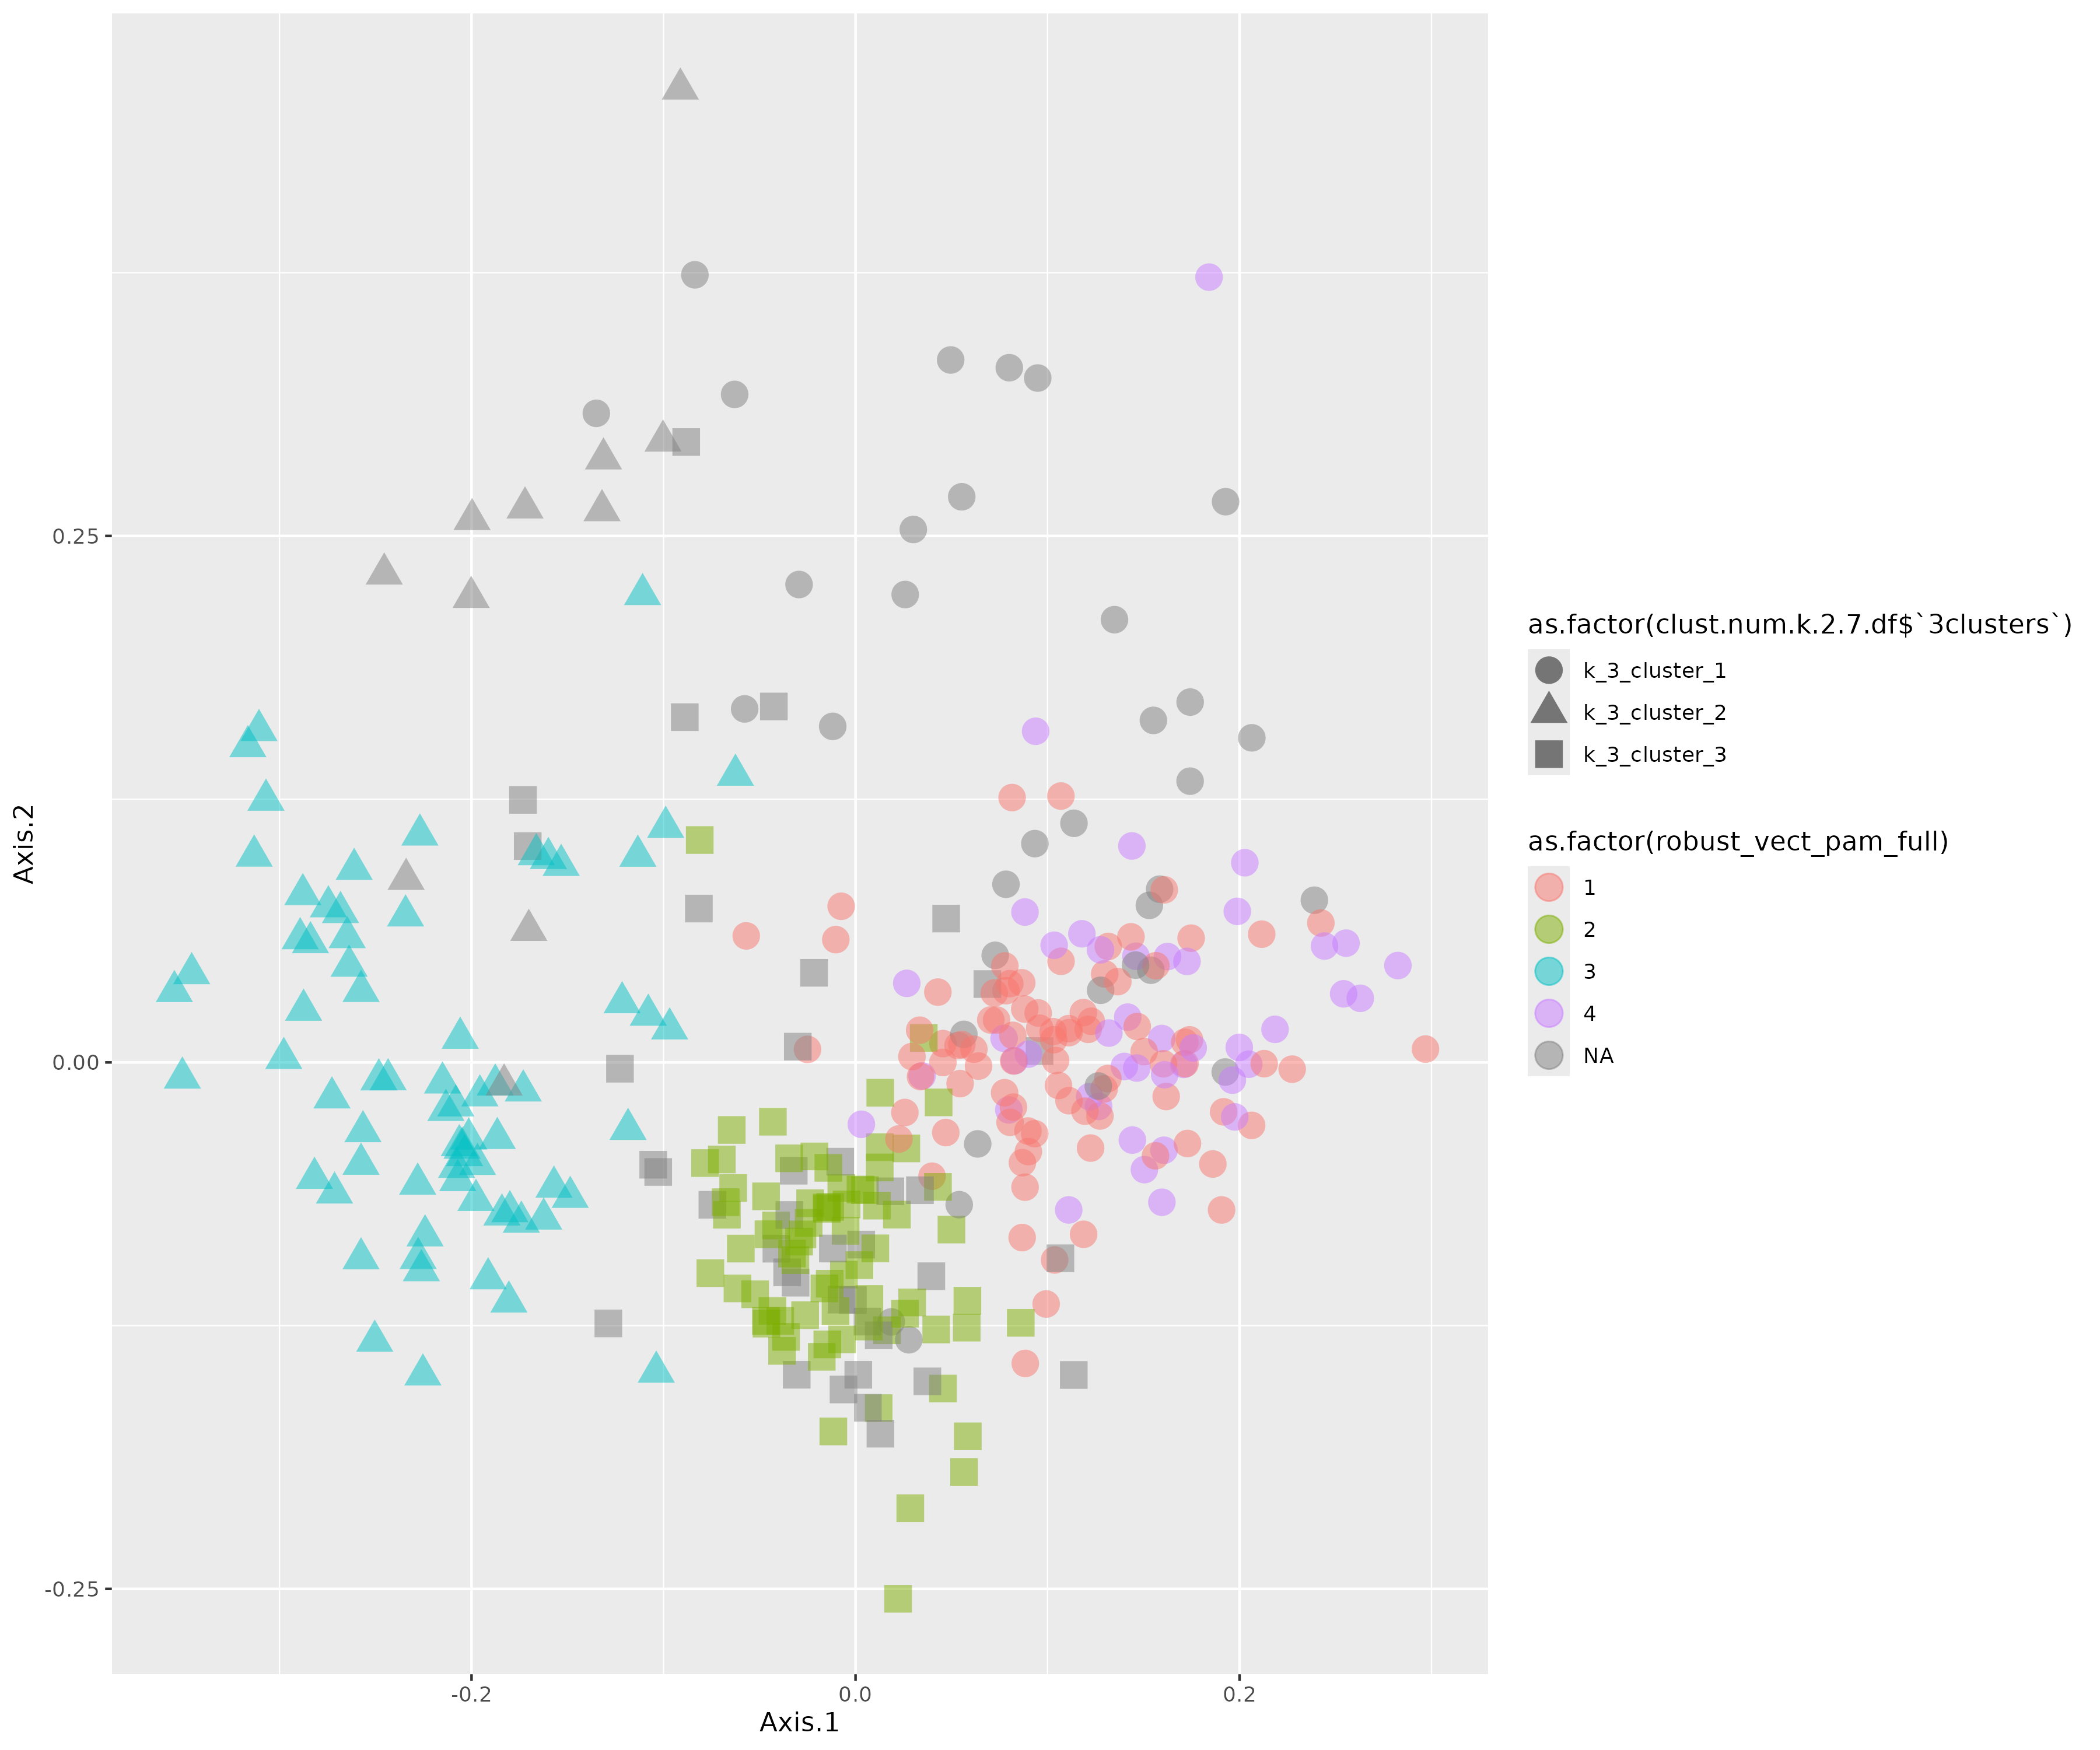 Axis.2
0.25
0.00
-0.25
-0.2
0.0
0.2
Axis.1
as.factor(clust.num.k.2.7.df$`3clusters`)
k_3_cluster_1
k_3_cluster_2
k_3_cluster_3
as.factor(robust_vect_pam_full)
1
2
3
4
NA